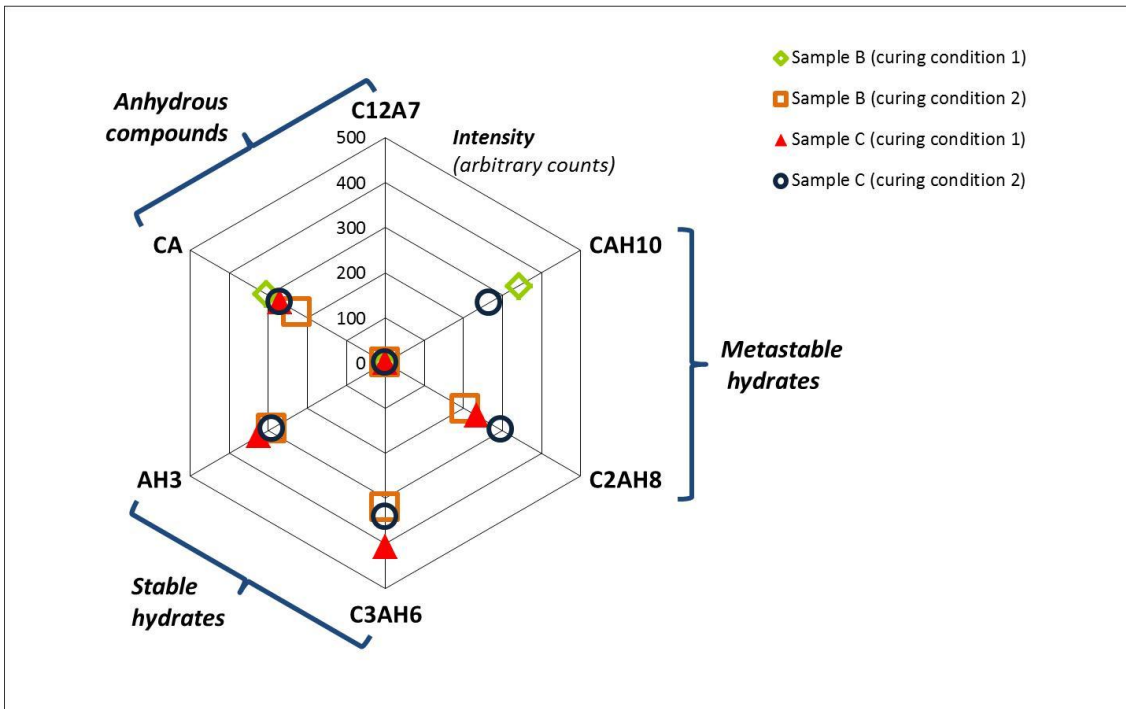 Sample B (curing condition 1)
Sample B (curing condition 2)
Sample C (curing condition 1)
Sample C (curing condition 2)
Anhydrous
compounds
C12A7
Intensity
(arbitrary counts)
500
400
300
200
100
0
CA
CAH10
Metastable
hydrates
AH3
C2AH8
Stable
hydrates
C3AH6